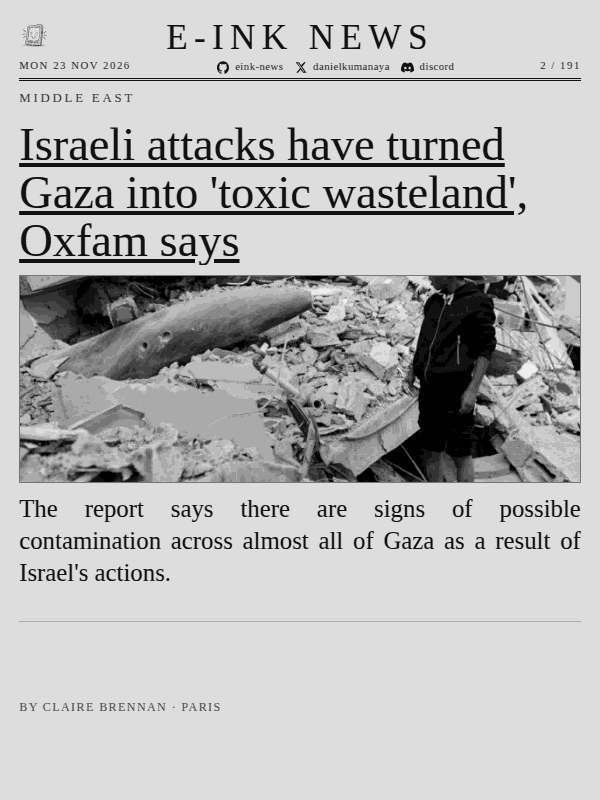 E-INK NEWS
MON 23 NOV 2026
eink-news danielkumanaya discord
2 / 191
MIDDLE EAST
Israeli attacks have turned
Gaza into 'toxic wasteland',
Oxfam says
The report says there are signs of possible
contamination across almost all of Gaza as a result of
Israel's actions.
BY CLAIRE BRENNAN · PARIS